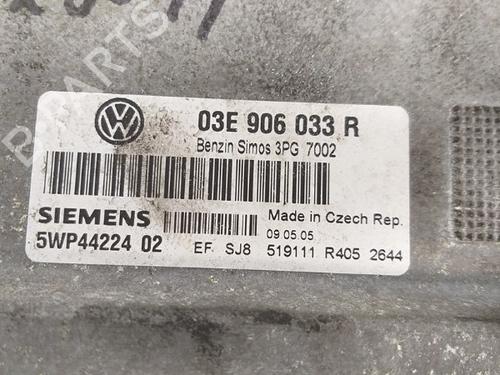 03E 906 033 R
Benzin Simos 3PG 7002
SIEMENS
Made in Czech Rep.
09.05.05
5WP44224 02
EF SJ8 519111 R405 2644